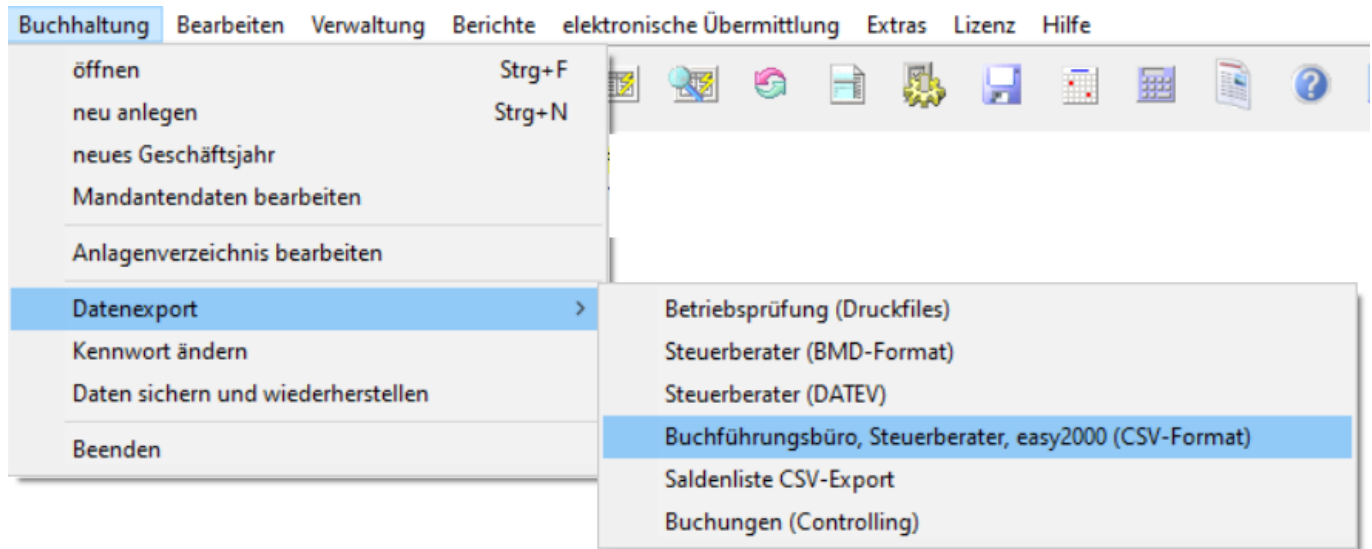 Buchhaltung Bearbeiten Verwaltung Berichte elektronische Übermittlung Extras Lizenz Hilfe
öffnen Strg+F
neu anlegen Strg+N
neues Geschäftsjahr
Mandantendaten bearbeiten
Anlagenverzeichnis bearbeiten
Datenexport
Kennwort ändern
Daten sichern und wiederherstellen
Beenden
Betriebsprüfung (Druckfiles)
Steuerberater (BMD-Format)
Steuerberater (DATEV)
Buchführungsbüro, Steuerberater, easy2000 (CSV-Format)
Saldenliste CSV-Export
Buchungen (Controlling)